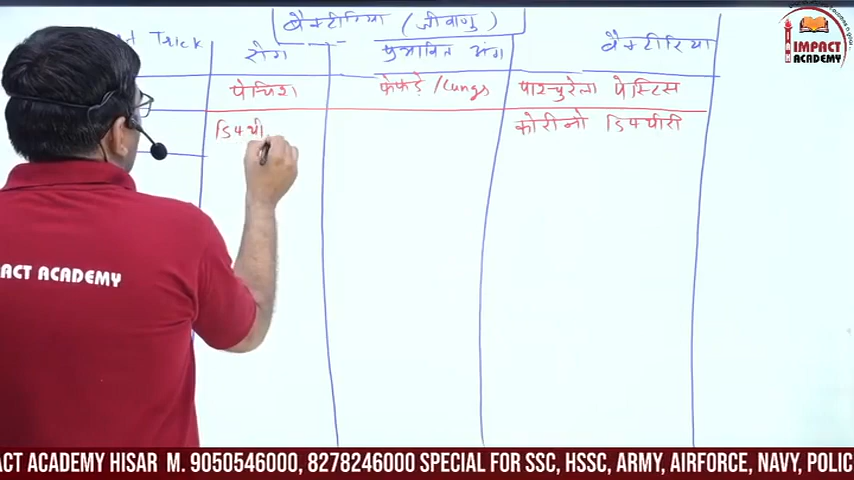 बैक्टीरिया (जीवाणु)
Trick रोग प्रभावित अंग बैक्टीरिया
पेचिश फेफड़े /Lungs पाश्चुरेला पेस्टिस
डिफ्थी कोरीनो डिफ्थीरी
IMPACT
ACADEMY
ACT ACADEMY
ACT ACADEMY HISAR M. 9050546000, 8278246000 SPECIAL FOR SSC, HSSC, ARMY, AIRFORCE, NAVY, POLIC